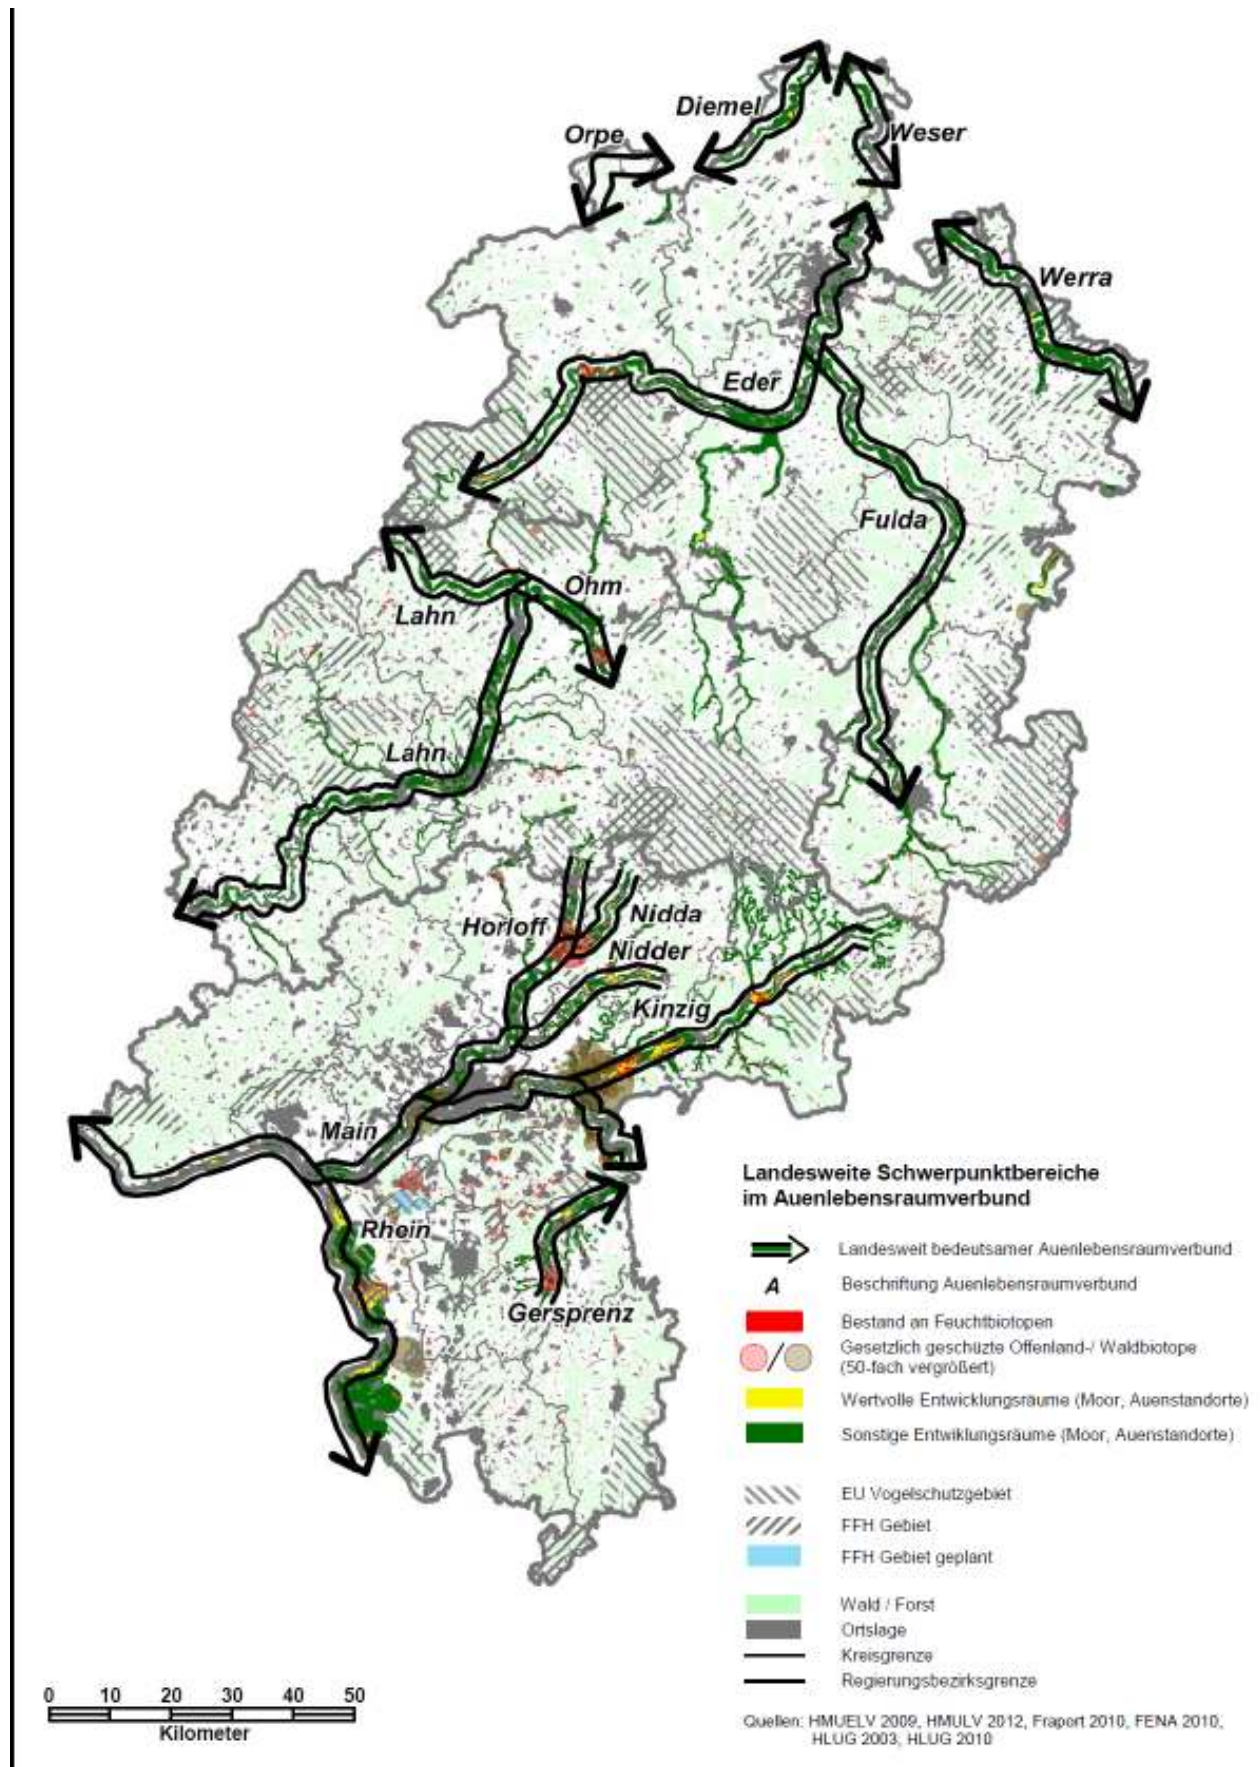 Diemel
Orpe
Weser
Werra
Eder
Fulda
Ohm
Lahn
Lahn
Horloff
Nidda
Nidder
Kinzig
Main
Rhein
Gersprenz
Landesweite Schwerpunktbereiche
im Auenlebensraumverbund
Landesweit bedeutsamer Auenlebensraumverbund
A Beschriftung Auenlebensraumverbund
Bestand an Feuchtbiotopen
/ Gesetzlich geschüzte Offenland-/ Waldbiotope
(50-fach vergrößert)
Wertvolle Entwicklungsräume (Moor, Auenstandorte)
Sonstige Entwiklungsräume (Moor, Auenstandorte)
EU Vogelschutzgebiet
FFH Gebiet
FFH Gebiet geplant
Wald / Forst
Ortslage
Kreisgrenze
Regierungsbezirksgrenze
0 10 20 30 40 50
Kilometer
Quellen: HMUELV 2009, HMULV 2012, Fraport 2010, FENA 2010,
HLUG 2003, HLUG 2010